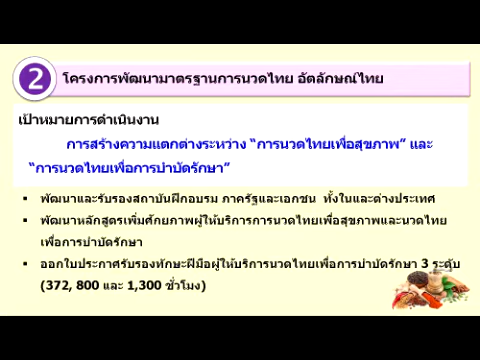 2 โครงการพัฒนามาตรฐานการนวดไทย อัตลักษณ์ไทย
เป้าหมายการดำเนินงาน
การสร้างความแตกต่างระหว่าง “การนวดไทยเพื่อสุขภาพ” และ
“การนวดไทยเพื่อการบำบัดรักษา”
▪ พัฒนาและรับรองสถาบันฝึกอบรม ภาครัฐและเอกชน ทั้งในและต่างประเทศ
▪ พัฒนาหลักสูตรเพิ่มศักยภาพผู้ให้บริการการนวดไทยเพื่อสุขภาพและนวดไทย
เพื่อการบำบัดรักษา
▪ ออกใบประกาศรับรองทักษะฝีมือผู้ให้บริการนวดไทยเพื่อการบำบัดรักษา 3 ระดับ
(372, 800 และ 1,300 ชั่วโมง)